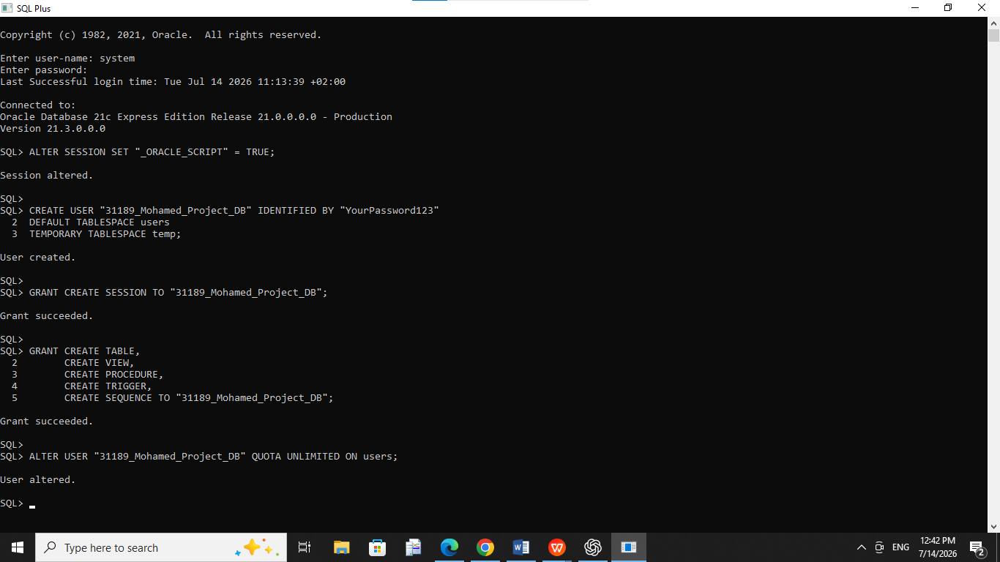 SQL Plus
Copyright (c) 1982, 2021, Oracle.  All rights reserved.
Enter user-name: system
Enter password:
Last Successful login time: Tue Jul 14 2026 11:13:39 +02:00
Connected to:
Oracle Database 21c Express Edition Release 21.0.0.0.0 - Production
Version 21.3.0.0.0
SQL> ALTER SESSION SET "_ORACLE_SCRIPT" = TRUE;
Session altered.
SQL>
SQL> CREATE USER "31189_Mohamed_Project_DB" IDENTIFIED BY "YourPassword123"
  2  DEFAULT TABLESPACE users
  3  TEMPORARY TABLESPACE temp;
User created.
SQL>
SQL> GRANT CREATE SESSION TO "31189_Mohamed_Project_DB";
Grant succeeded.
SQL>
SQL> GRANT CREATE TABLE,
  2        CREATE VIEW,
  3        CREATE PROCEDURE,
  4        CREATE TRIGGER,
  5        CREATE SEQUENCE TO "31189_Mohamed_Project_DB";
Grant succeeded.
SQL>
SQL> ALTER USER "31189_Mohamed_Project_DB" QUOTA UNLIMITED ON users;
User altered.
SQL>
Type here to search
ENG
12:42 PM
7/14/2026
2